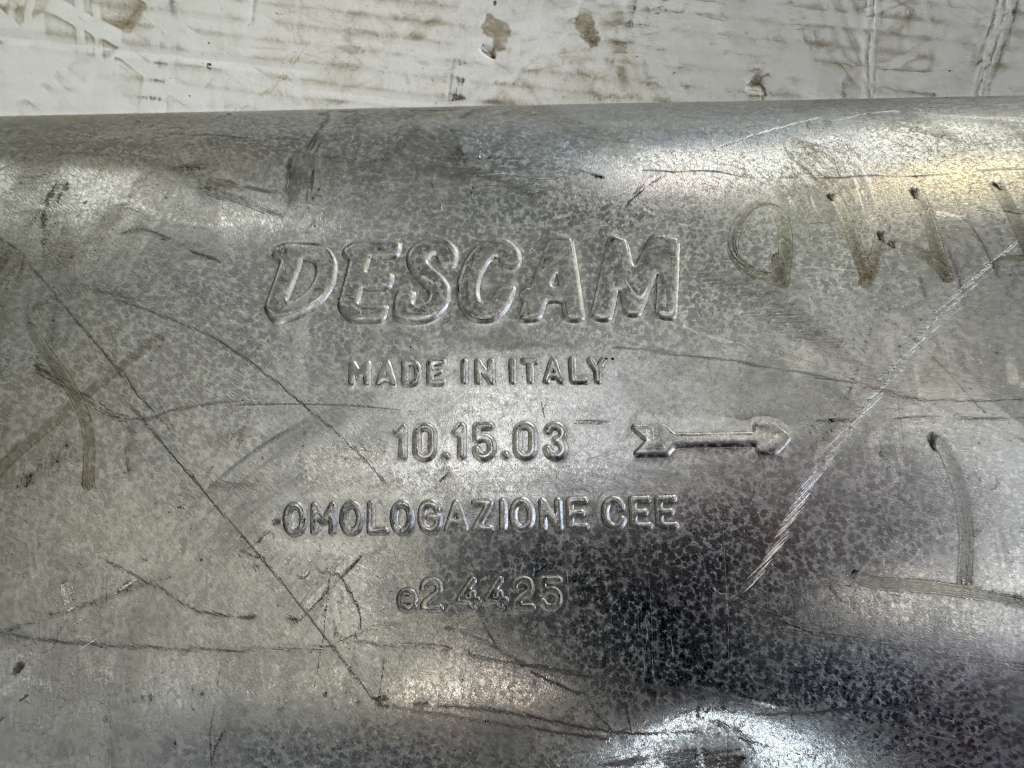 DESCAM
MADE IN ITALY
10.15.03
OMOLOGAZIONE CEE
e2.4425